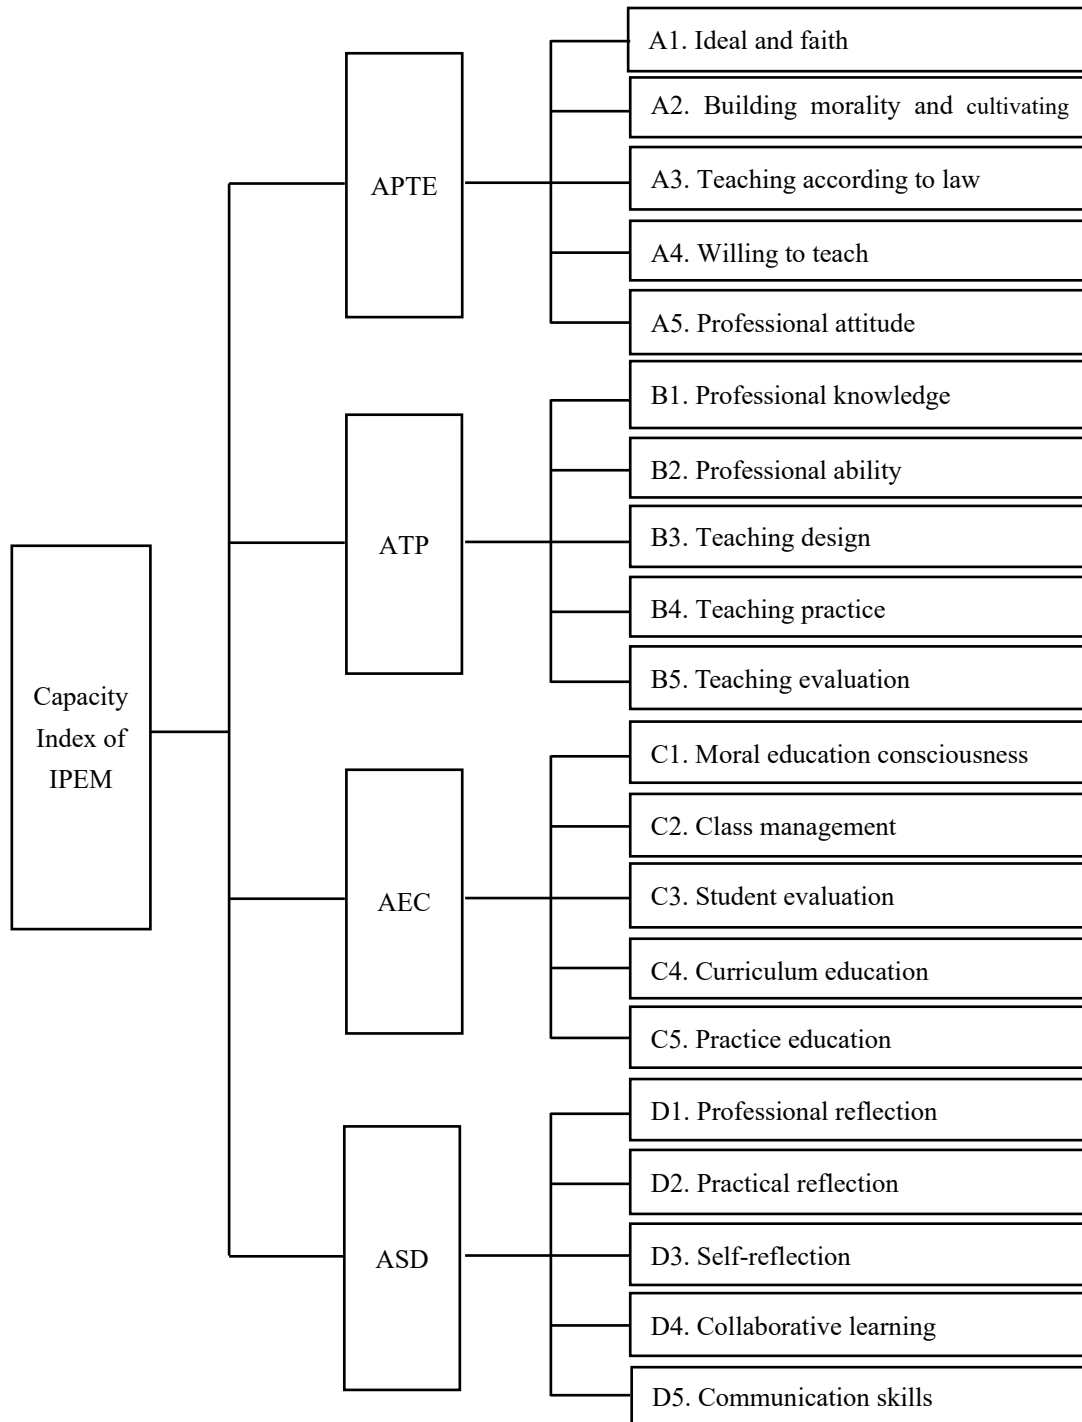 Capacity
Index of
IPEM
APTE
A1. Ideal and faith
A2. Building morality and cultivating
A3. Teaching according to law
A4. Willing to teach
A5. Professional attitude
ATP
B1. Professional knowledge
B2. Professional ability
B3. Teaching design
B4. Teaching practice
B5. Teaching evaluation
AEC
C1. Moral education consciousness
C2. Class management
C3. Student evaluation
C4. Curriculum education
C5. Practice education
ASD
D1. Professional reflection
D2. Practical reflection
D3. Self-reflection
D4. Collaborative learning
D5. Communication skills